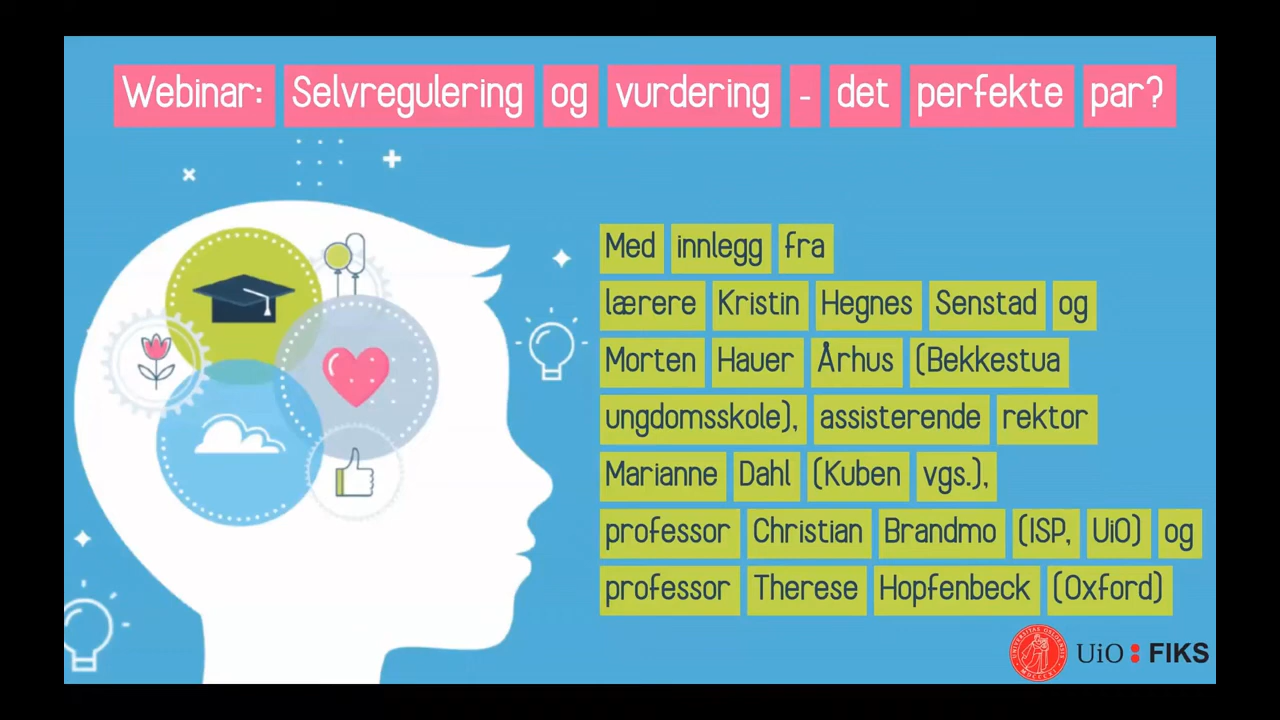 Webinar: Selvregulering og vurdering - det perfekte par?
Med innlegg fra
lærere Kristin Hegnes Senstad og
Morten Hauer Århus (Bekkestua
ungdomsskole), assisterende rektor
Marianne Dahl (Kuben vgs.),
professor Christian Brandmo (ISP, UiO) og
professor Therese Hopfenbeck (Oxford)
UiO : FIKS